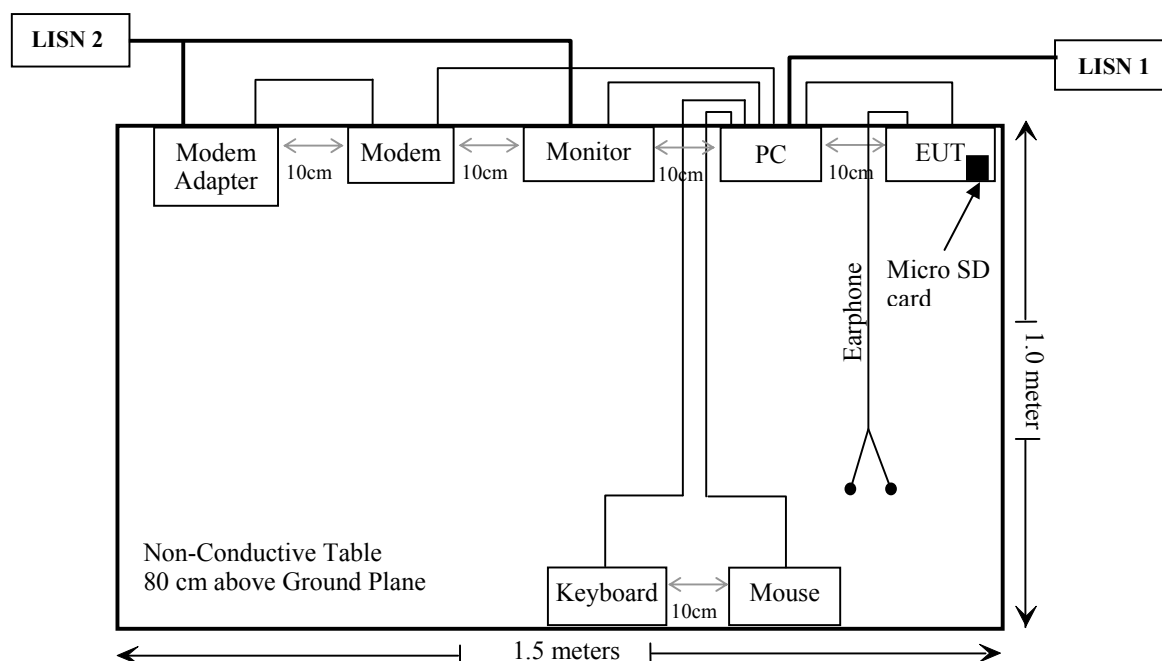 LISN 2
LISN 1
Modem
Adapter
10cm
Modem
10cm
Monitor
10cm
PC
10cm
EUT
Micro SD
card
Earphone
1.0 meter
Non-Conductive Table
80 cm above Ground Plane
Keyboard
10cm
Mouse
1.5 meters